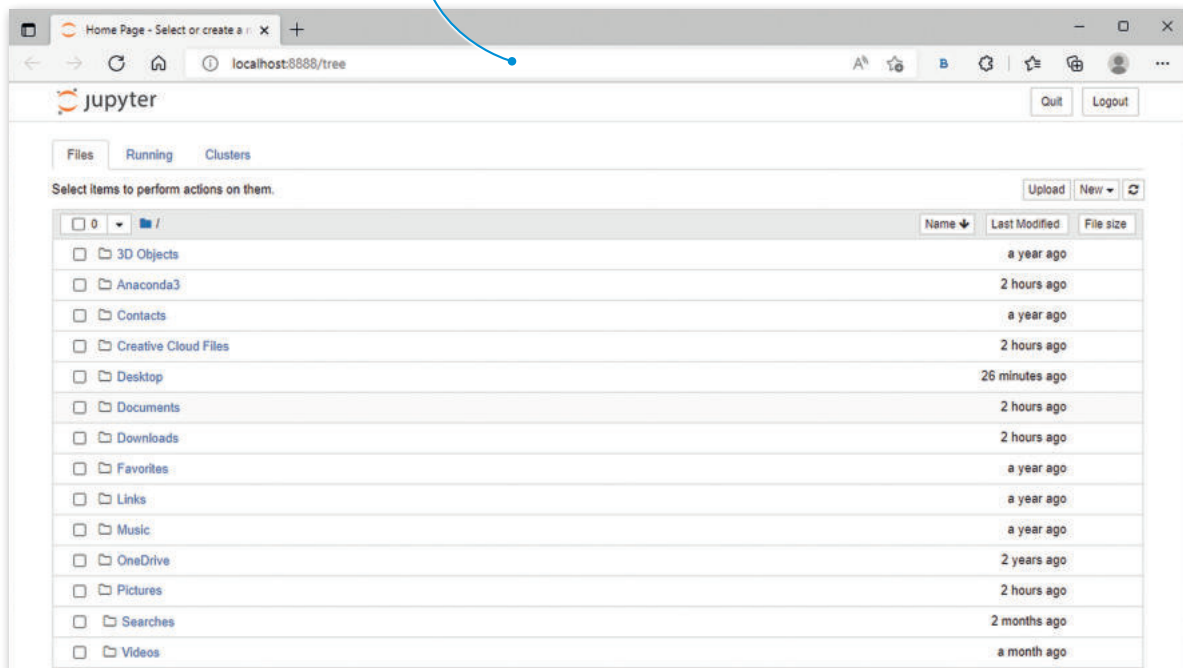 Home Page - Select or create a n
localhost:8888/tree
B
jupyter
Quit Logout
Files Running Clusters
Select items to perform actions on them.
Upload New
0 /
Name Last Modified File size
3D Objects a year ago
Anaconda3 2 hours ago
Contacts a year ago
Creative Cloud Files 2 hours ago
Desktop 26 minutes ago
Documents 2 hours ago
Downloads 2 hours ago
Favorites a year ago
Links a year ago
Music a year ago
OneDrive 2 years ago
Pictures 2 hours ago
Searches 2 months ago
Videos a month ago